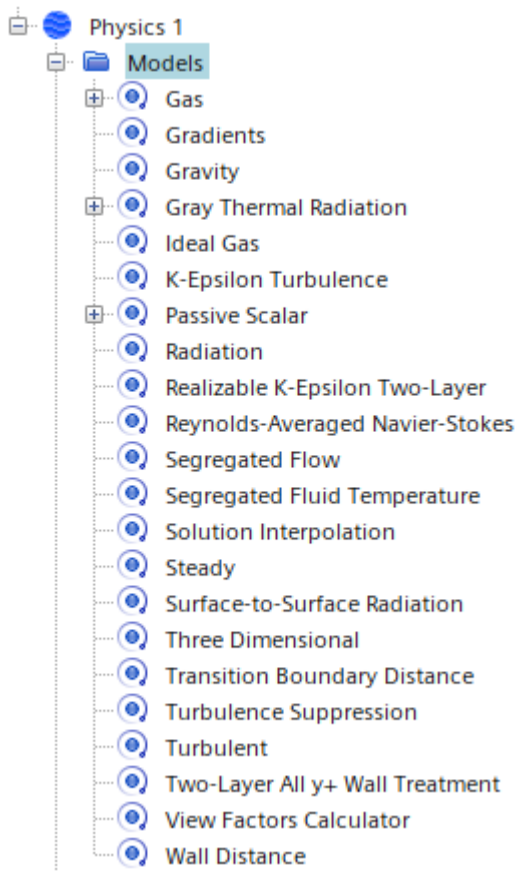 Physics 1
Models
Gas
Gradients
Gravity
Gray Thermal Radiation
Ideal Gas
K-Epsilon Turbulence
Passive Scalar
Radiation
Realizable K-Epsilon Two-Layer
Reynolds-Averaged Navier-Stokes
Segregated Flow
Segregated Fluid Temperature
Solution Interpolation
Steady
Surface-to-Surface Radiation
Three Dimensional
Transition Boundary Distance
Turbulence Suppression
Turbulent
Two-Layer All y+ Wall Treatment
View Factors Calculator
Wall Distance